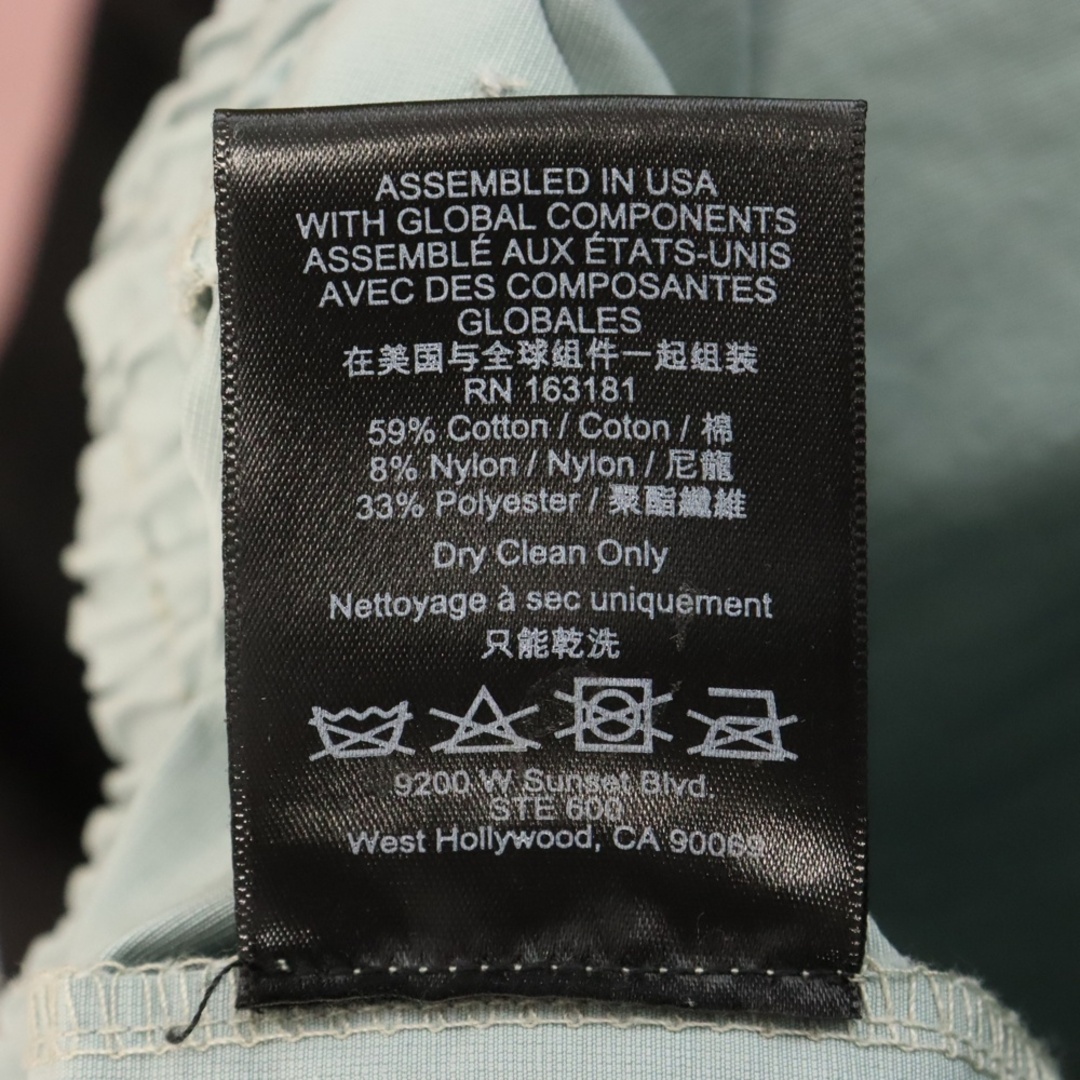 ASSEMBLED IN USA
WITH GLOBAL COMPONENTS
ASSEMBLÉ AUX ÉTATS-UNIS
AVEC DES COMPOSANTES
GLOBALES
在美国与全球组件一起组装
RN 163181
59% Cotton / Coton / 棉
8% Nylon / Nylon / 尼龍
33% Polyester / 聚酯纖維
Dry Clean Only
Nettoyage à sec uniquement
只能乾洗
9200 W Sunset Blvd.
STE 600
West Hollywood, CA 90069